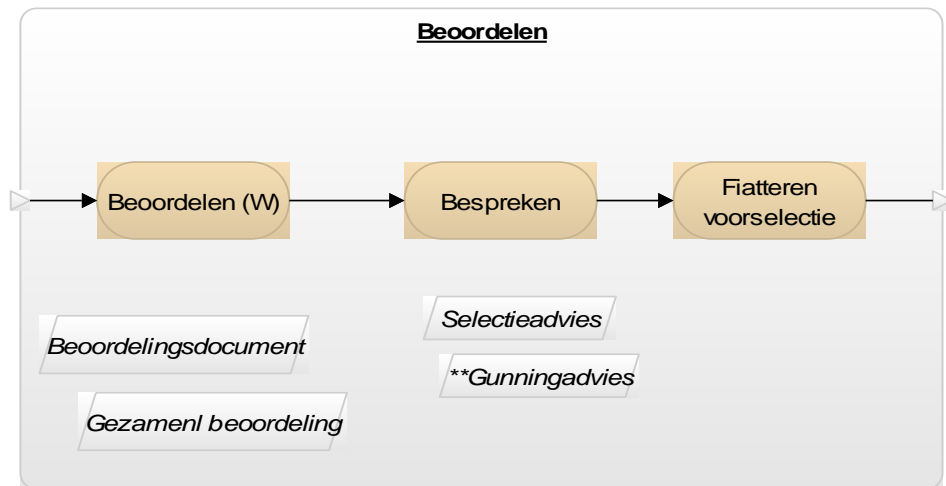 Beoordelen
Beoordelen (W)
Bespreken
Fiatteren
voorselectie
Beoordelingsdocument
Gezamenl beoordeling
Selectieadvies
**Gunningadvies